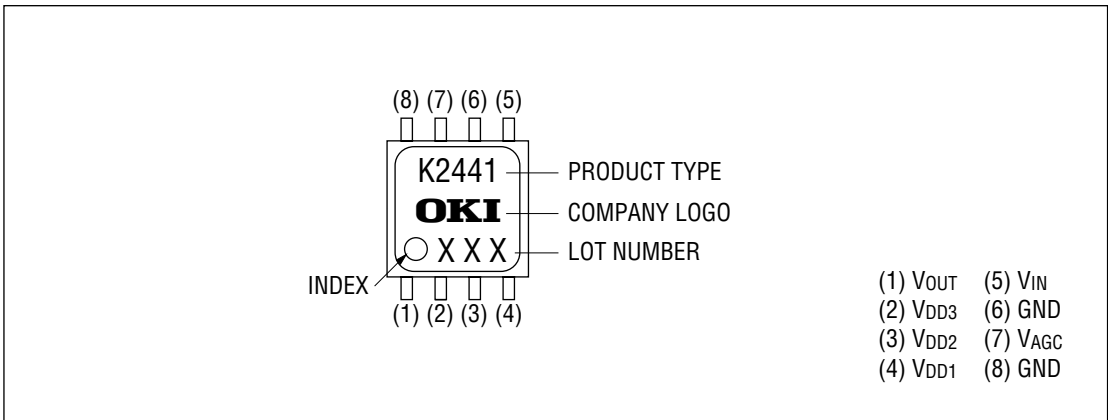 (8) (7) (6) (5)
K2441
PRODUCT TYPE
OKI
COMPANY LOGO
X X X
LOT NUMBER
INDEX
(1) (2) (3) (4)
(1) VOUT (5) VIN
(2) VDD3 (6) GND
(3) VDD2 (7) VAGC
(4) VDD1 (8) GND